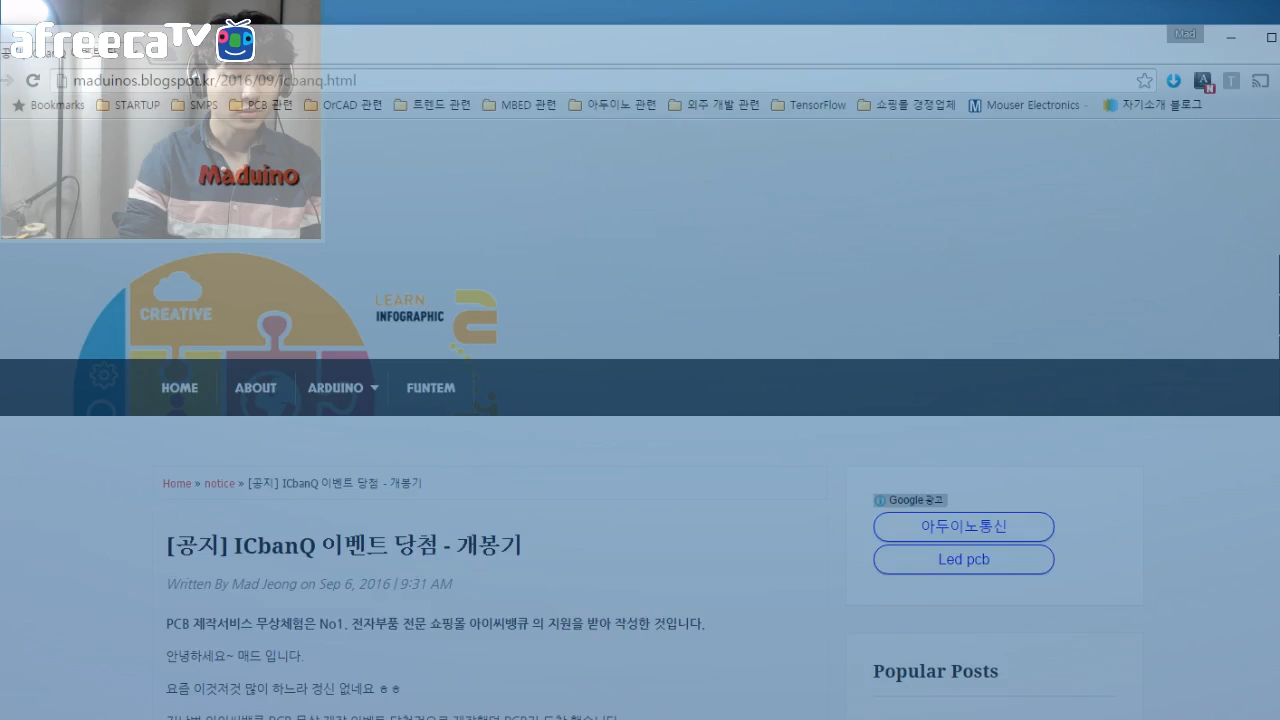 afreecaTV
Mad
maduinos.blogspot.kr/2016/09/icbanq.html
Bookmarks STARTUP SMPS PCB 관련 OrCAD 관련 트렌드 관련 MBED 관련 아두이노 관련 외주 개발 관련 TensorFlow 쇼핑몰 경쟁업체 Mouser Electronics - 자기소개 블로그
Maduino
CREATIVE
LEARN
INFOGRAPHIC
HOME ABOUT ARDUINO FUNTEM
Home » notice » [공지] ICbanQ 이벤트 당첨 - 개봉기
Google 광고
아두이노통신
Led pcb
[공지] ICbanQ 이벤트 당첨 - 개봉기
Written By Mad Jeong on Sep 6, 2016 | 9:31 AM
PCB 제작서비스 무상체험은 No1. 전자부품 전문 쇼핑몰 아이씨뱅큐 의 지원을 받아 작성한 것입니다.
안녕하세요~ 매드 입니다.
요즘 이것저것 많이 하느라 정신 없네요 ㅎㅎ
Popular Posts